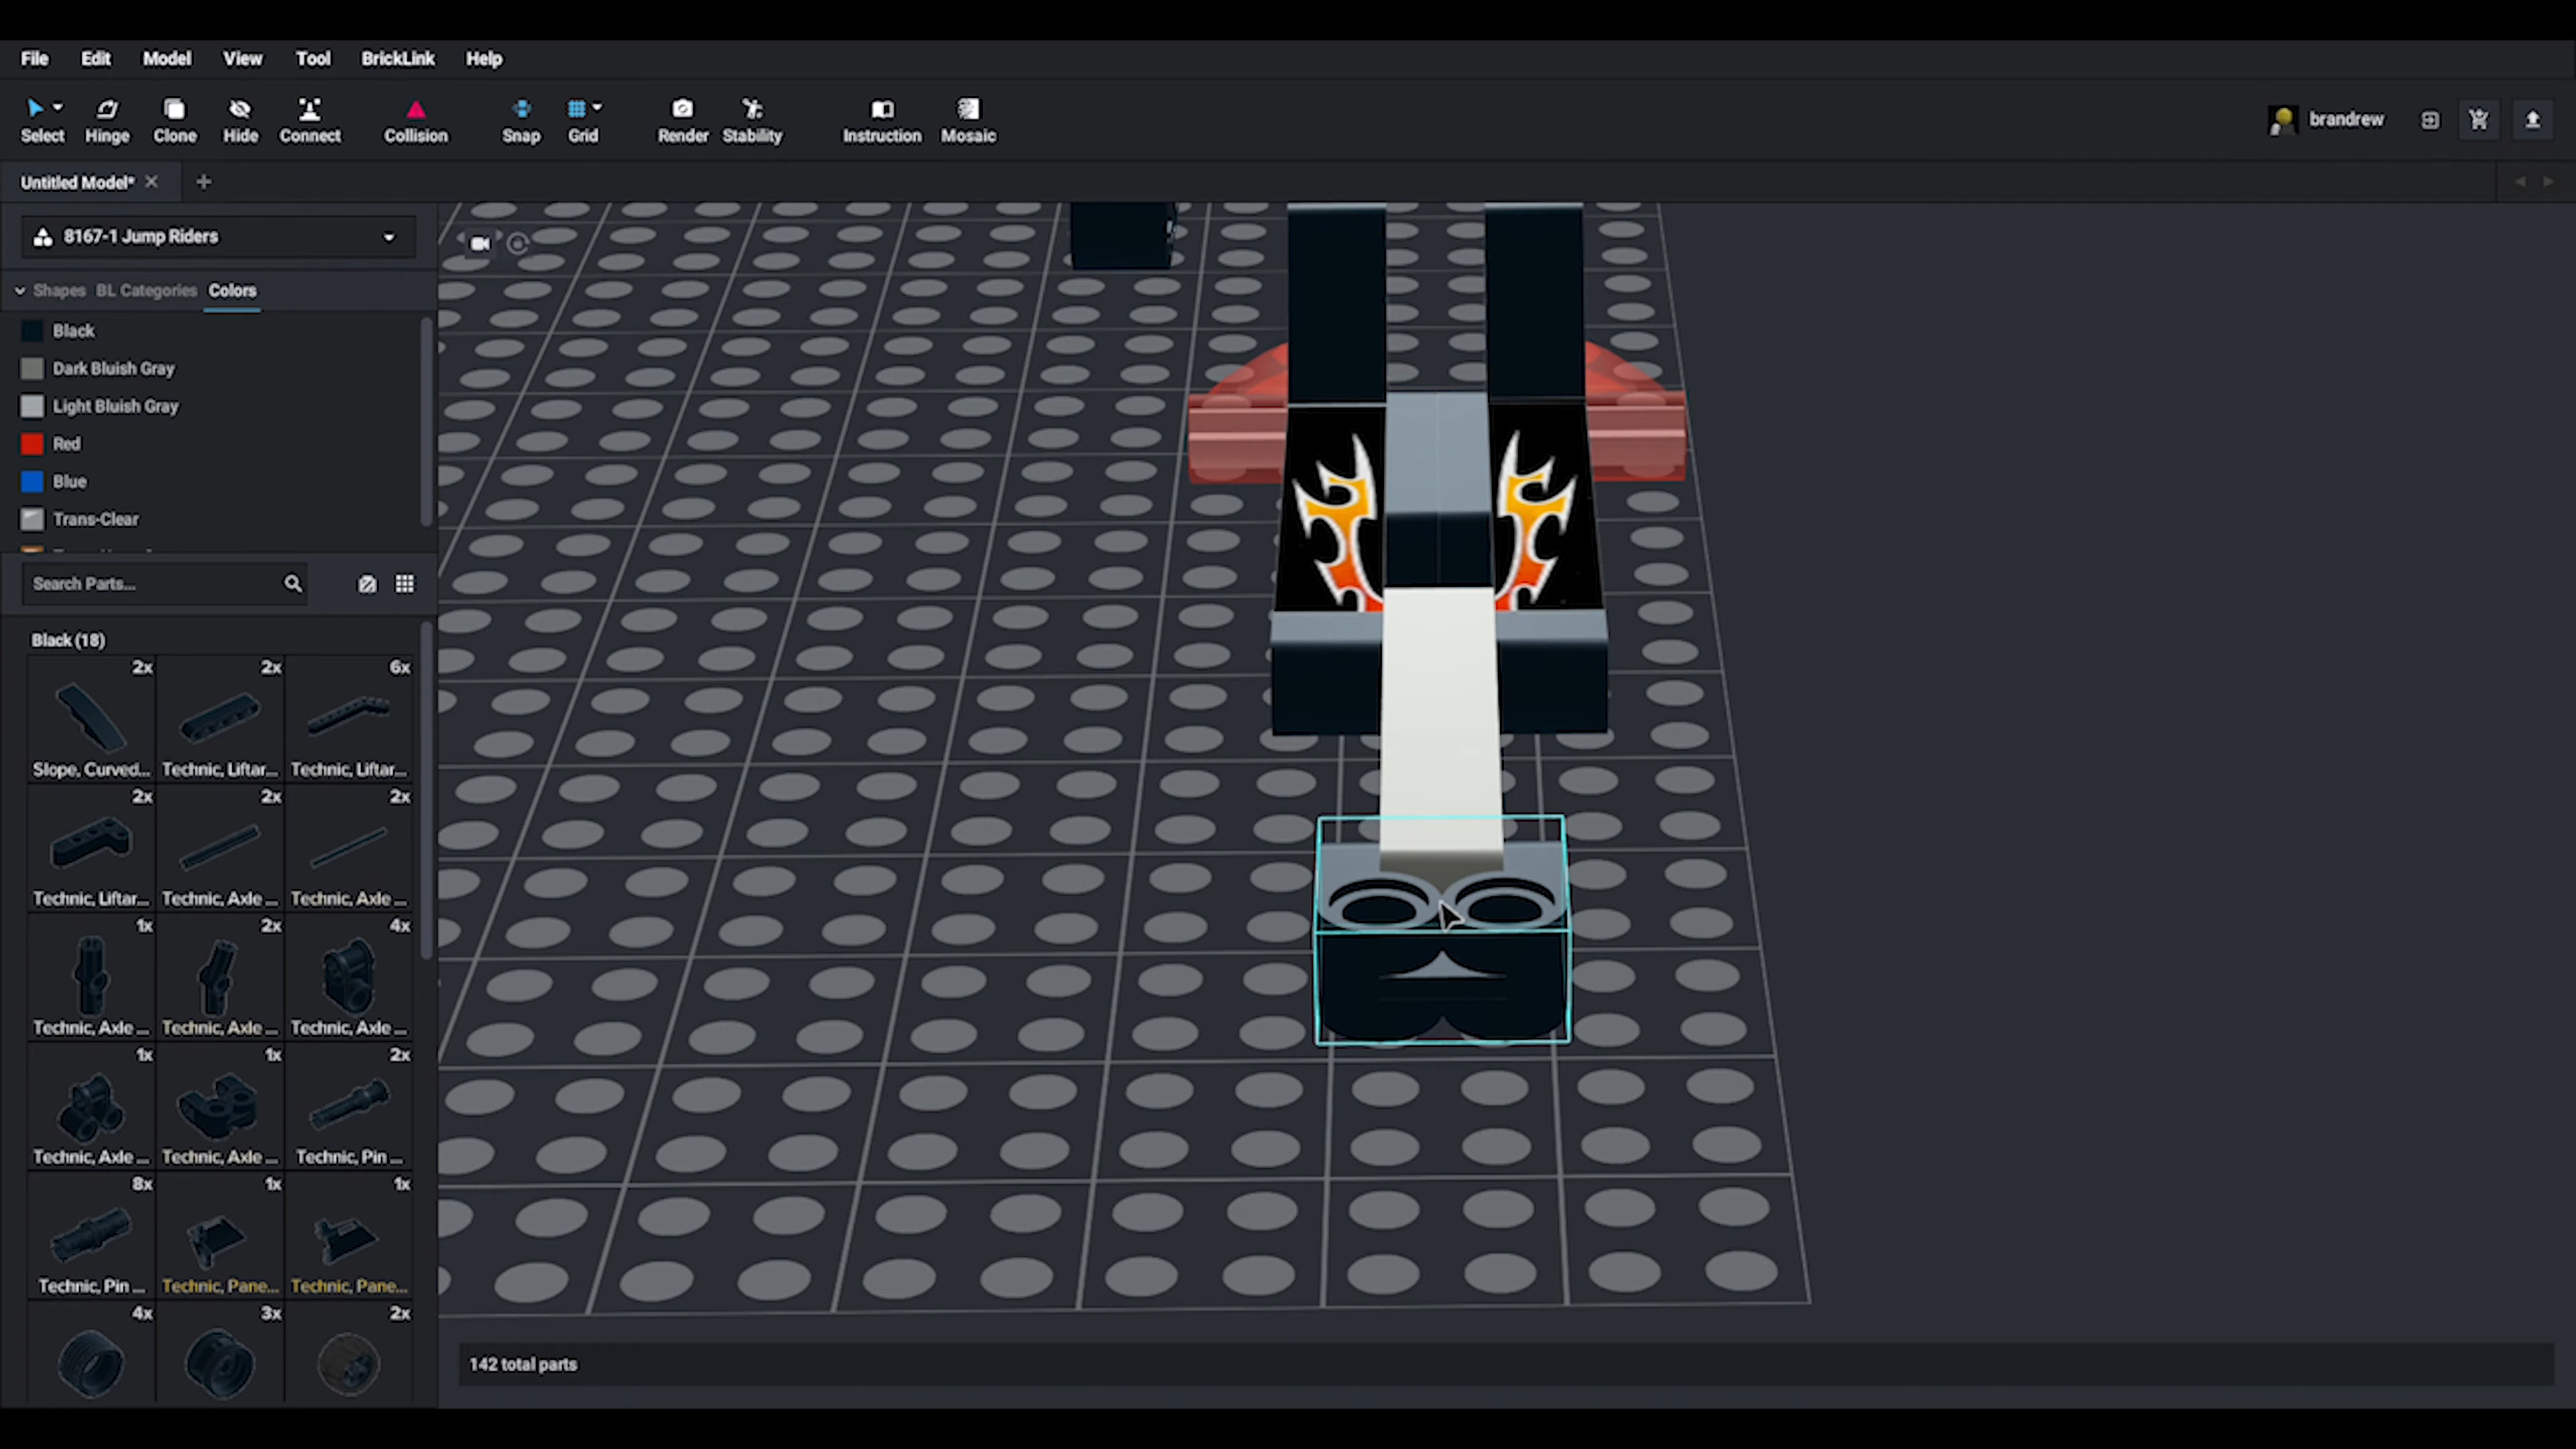 File Edit Model View Tool BrickLink Help
Select Hinge Clone Hide Connect Collision Snap Grid Render Stability Instruction Mosaic
brandrew
Untitled Model*
8167-1 Jump Riders
Shapes BL Categories Colors
Black
Dark Bluish Gray
Light Bluish Gray
Red
Blue
Trans-Clear
Search Parts...
Black (18)
2x 2x 6x
Slope, Curved... Technic, Liftar... Technic, Liftar...
2x 2x 2x
Technic, Liftar... Technic, Axle ... Technic, Axle ...
1x 2x 4x
Technic, Axle ... Technic, Axle ... Technic, Axle ...
1x 1x 2x
Technic, Axle ... Technic, Axle ... Technic, Pin ...
8x 1x 1x
Technic, Pin ... Technic, Pane... Technic, Pane...
4x 3x 2x
142 total parts